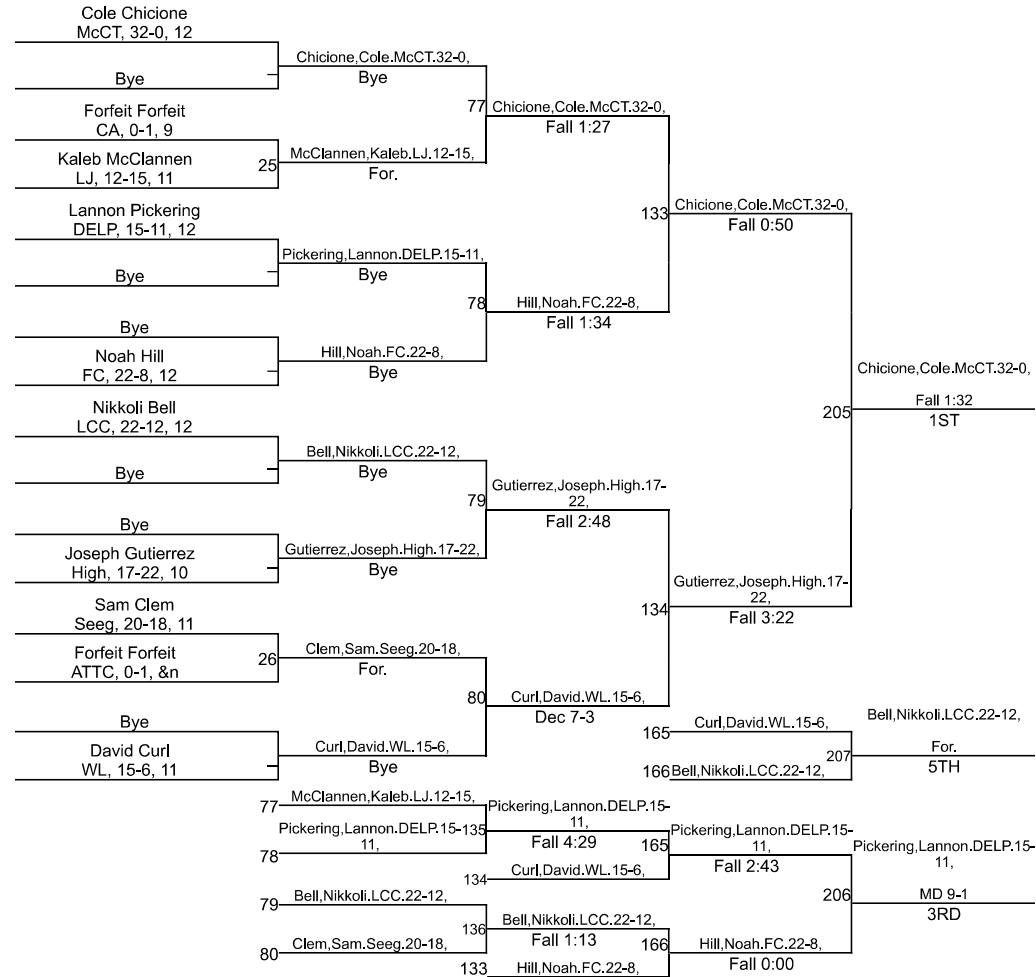 Cole Chicione
McCT, 32-0, 12
Bye
Chicione,Cole.McCT.32-0,
Bye
Forfeit Forfeit
CA, 0-1, 9
Kaleb McClannen
LJ, 12-15, 11
25
McClannen,Kaleb.LJ.12-15,
For.
77
Chicione,Cole.McCT.32-0,
Fall 1:27
Lannon Pickering
DELP, 15-11, 12
Bye
Pickering,Lannon.DELP.15-11,
Bye
Bye
Noah Hill
FC, 22-8, 12
Hill,Noah.FC.22-8,
Bye
78
Hill,Noah.FC.22-8,
Fall 1:34
133
Chicione,Cole.McCT.32-0,
Fall 0:50
Nikkoli Bell
LCC, 22-12, 12
Bye
Bell,Nikkoli.LCC.22-12,
Bye
Bye
Joseph Gutierrez
High, 17-22, 10
Gutierrez,Joseph.High.17-22,
Bye
79
Gutierrez,Joseph.High.17-
22,
Fall 2:48
Sam Clem
Seeg, 20-18, 11
Forfeit Forfeit
ATTC, 0-1, &n
26
Clem,Sam.Seeg.20-18,
For.
Bye
David Curl
WL, 15-6, 11
Curl,David.WL.15-6,
Bye
80
Curl,David.WL.15-6,
Dec 7-3
134
Gutierrez,Joseph.High.17-
22,
Fall 3:22
205
Chicione,Cole.McCT.32-0,
Fall 1:32
1ST
165
Curl,David.WL.15-6,
166
Bell,Nikkoli.LCC.22-12,
207
Bell,Nikkoli.LCC.22-12,
For.
5TH
77
McClannen,Kaleb.LJ.12-15,
78
Pickering,Lannon.DELP.15-
11,
135
Pickering,Lannon.DELP.15-
11,
Fall 4:29
134
Curl,David.WL.15-6,
165
Pickering,Lannon.DELP.15-
11,
Fall 2:43
79
Bell,Nikkoli.LCC.22-12,
80
Clem,Sam.Seeg.20-18,
136
Bell,Nikkoli.LCC.22-12,
Fall 1:13
133
Hill,Noah.FC.22-8,
166
Hill,Noah.FC.22-8,
Fall 0:00
206
Pickering,Lannon.DELP.15-
11,
MD 9-1
3RD